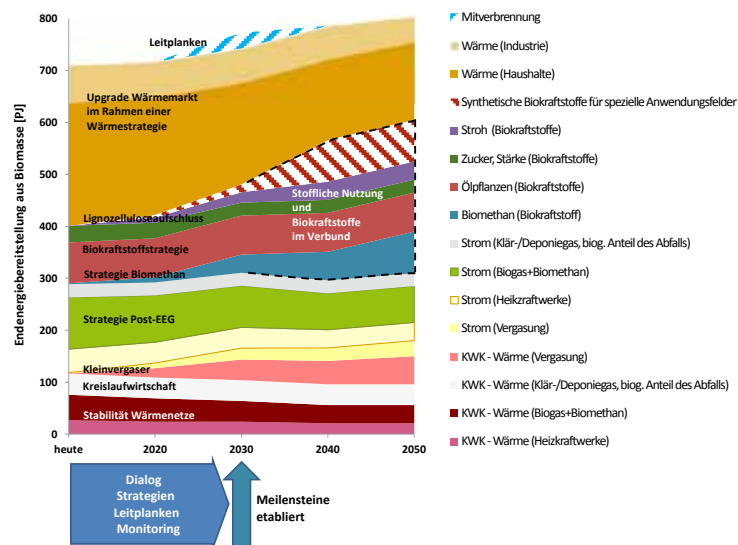 Endenergiebereitstellung aus Biomasse [PJ]
800
700
600
500
400
300
200
100
0
heute
2020
2030
2040
2050
Leitplanken
Upgrade Wärmemarkt
im Rahmen einer
Wärmestrategie
Lignozelluloseaufschluss
Biokraftstoffstrategie
Strategie Biomethan
Strategie Post-EEG
Kleinvergaser
Kreislaufwirtschaft
Stabilität Wärmenetze
Stoffliche Nutzung
und
Biokraftstoffe
im Verbund
Mitverbrennung
Wärme (Industrie)
Wärme (Haushalte)
Synthetische Biokraftstoffe für spezielle Anwendungsfelder
Stroh (Biokraftstoffe)
Zucker, Stärke (Biokraftstoffe)
Ölpflanzen (Biokraftstoffe)
Biomethan (Biokraftstoff)
Strom (Klär-/Deponiegas, biog. Anteil des Abfalls)
Strom (Biogas+Biomethan)
Strom (Heikzraftwerke)
Strom (Vergasung)
KWK - Wärme (Vergasung)
KWK - Wärme (Klär-/Deponiegas, biog. Anteil des Abfalls)
KWK - Wärme (Biogas+Biomethan)
KWK - Wärme (Heizkraftwerke)
Dialog
Strategien
Leitplanken
Monitoring
Meilensteine
etabliert